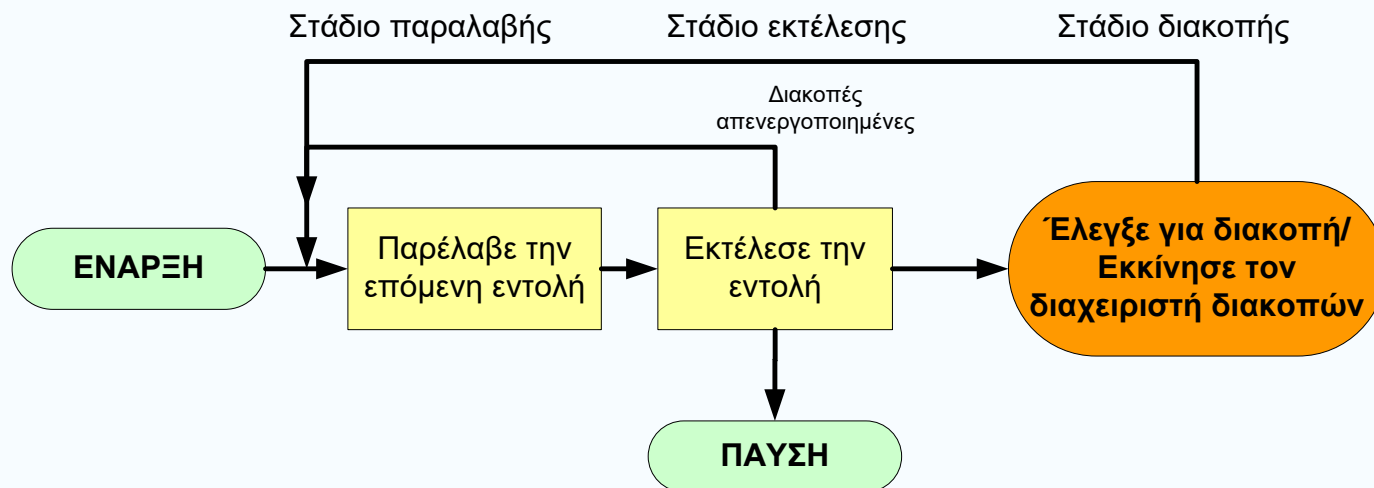 Στάδιο παραλαβής
Στάδιο εκτέλεσης
Στάδιο διακοπής
Διακοπές
απενεργοποιημένες
ΕΝΑΡΞΗ
Παρέλαβε την
επόμενη εντολή
Εκτέλεσε την
εντολή
Έλεγξε για διακοπή/
Εκκίνησε τον
διαχειριστή διακοπών
ΠΑΥΣΗ